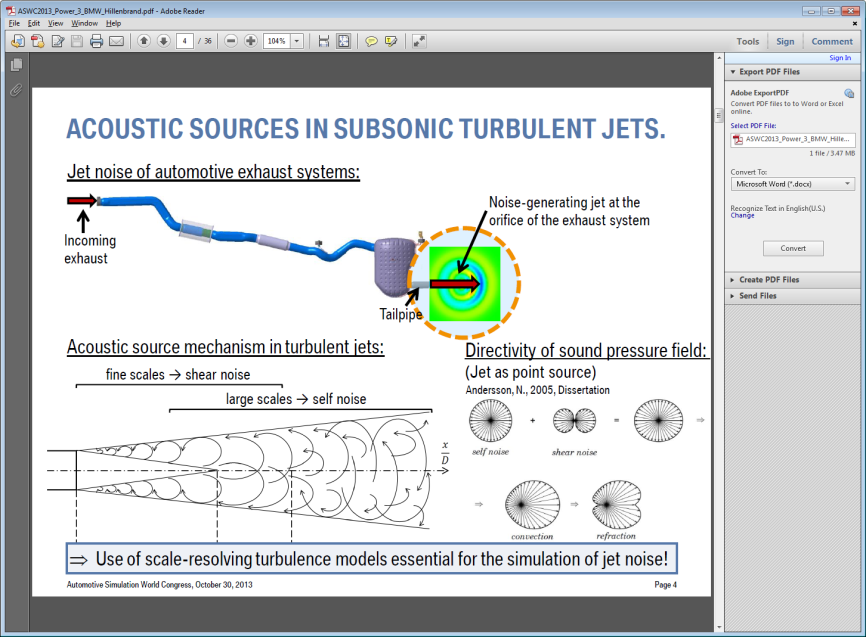 ASWC2013_Power_3_BMW_Hillenbrand.pdf - Adobe Reader
File Edit View Window Help
4 / 36 104% Tools Sign Comment
Sign In
Export PDF Files
Adobe ExportPDF
Convert PDF files to to Word or Excel
online.
Select PDF File:
ASWC2013_Power_3_BMW_Hille...
1 file / 3.47 MB
Convert To:
Microsoft Word (*.docx)
Recognize Text in English(U.S.)
Change
Convert
Create PDF Files
Send Files
ACOUSTIC SOURCES IN SUBSONIC TURBULENT JETS.
Jet noise of automotive exhaust systems:
Incoming
exhaust
Noise-generating jet at the
orifice of the exhaust system
Tailpipe
Acoustic source mechanism in turbulent jets:
fine scales → shear noise
large scales → self noise
x
D
Directivity of sound pressure field:
(Jet as point source)
Andersson, N., 2005, Dissertation
+ = ⇒
self noise shear noise
⇒ ⇒
convection refraction
⇒ Use of scale-resolving turbulence models essential for the simulation of jet noise!
Automotive Simulation World Congress, October 30, 2013 Page 4